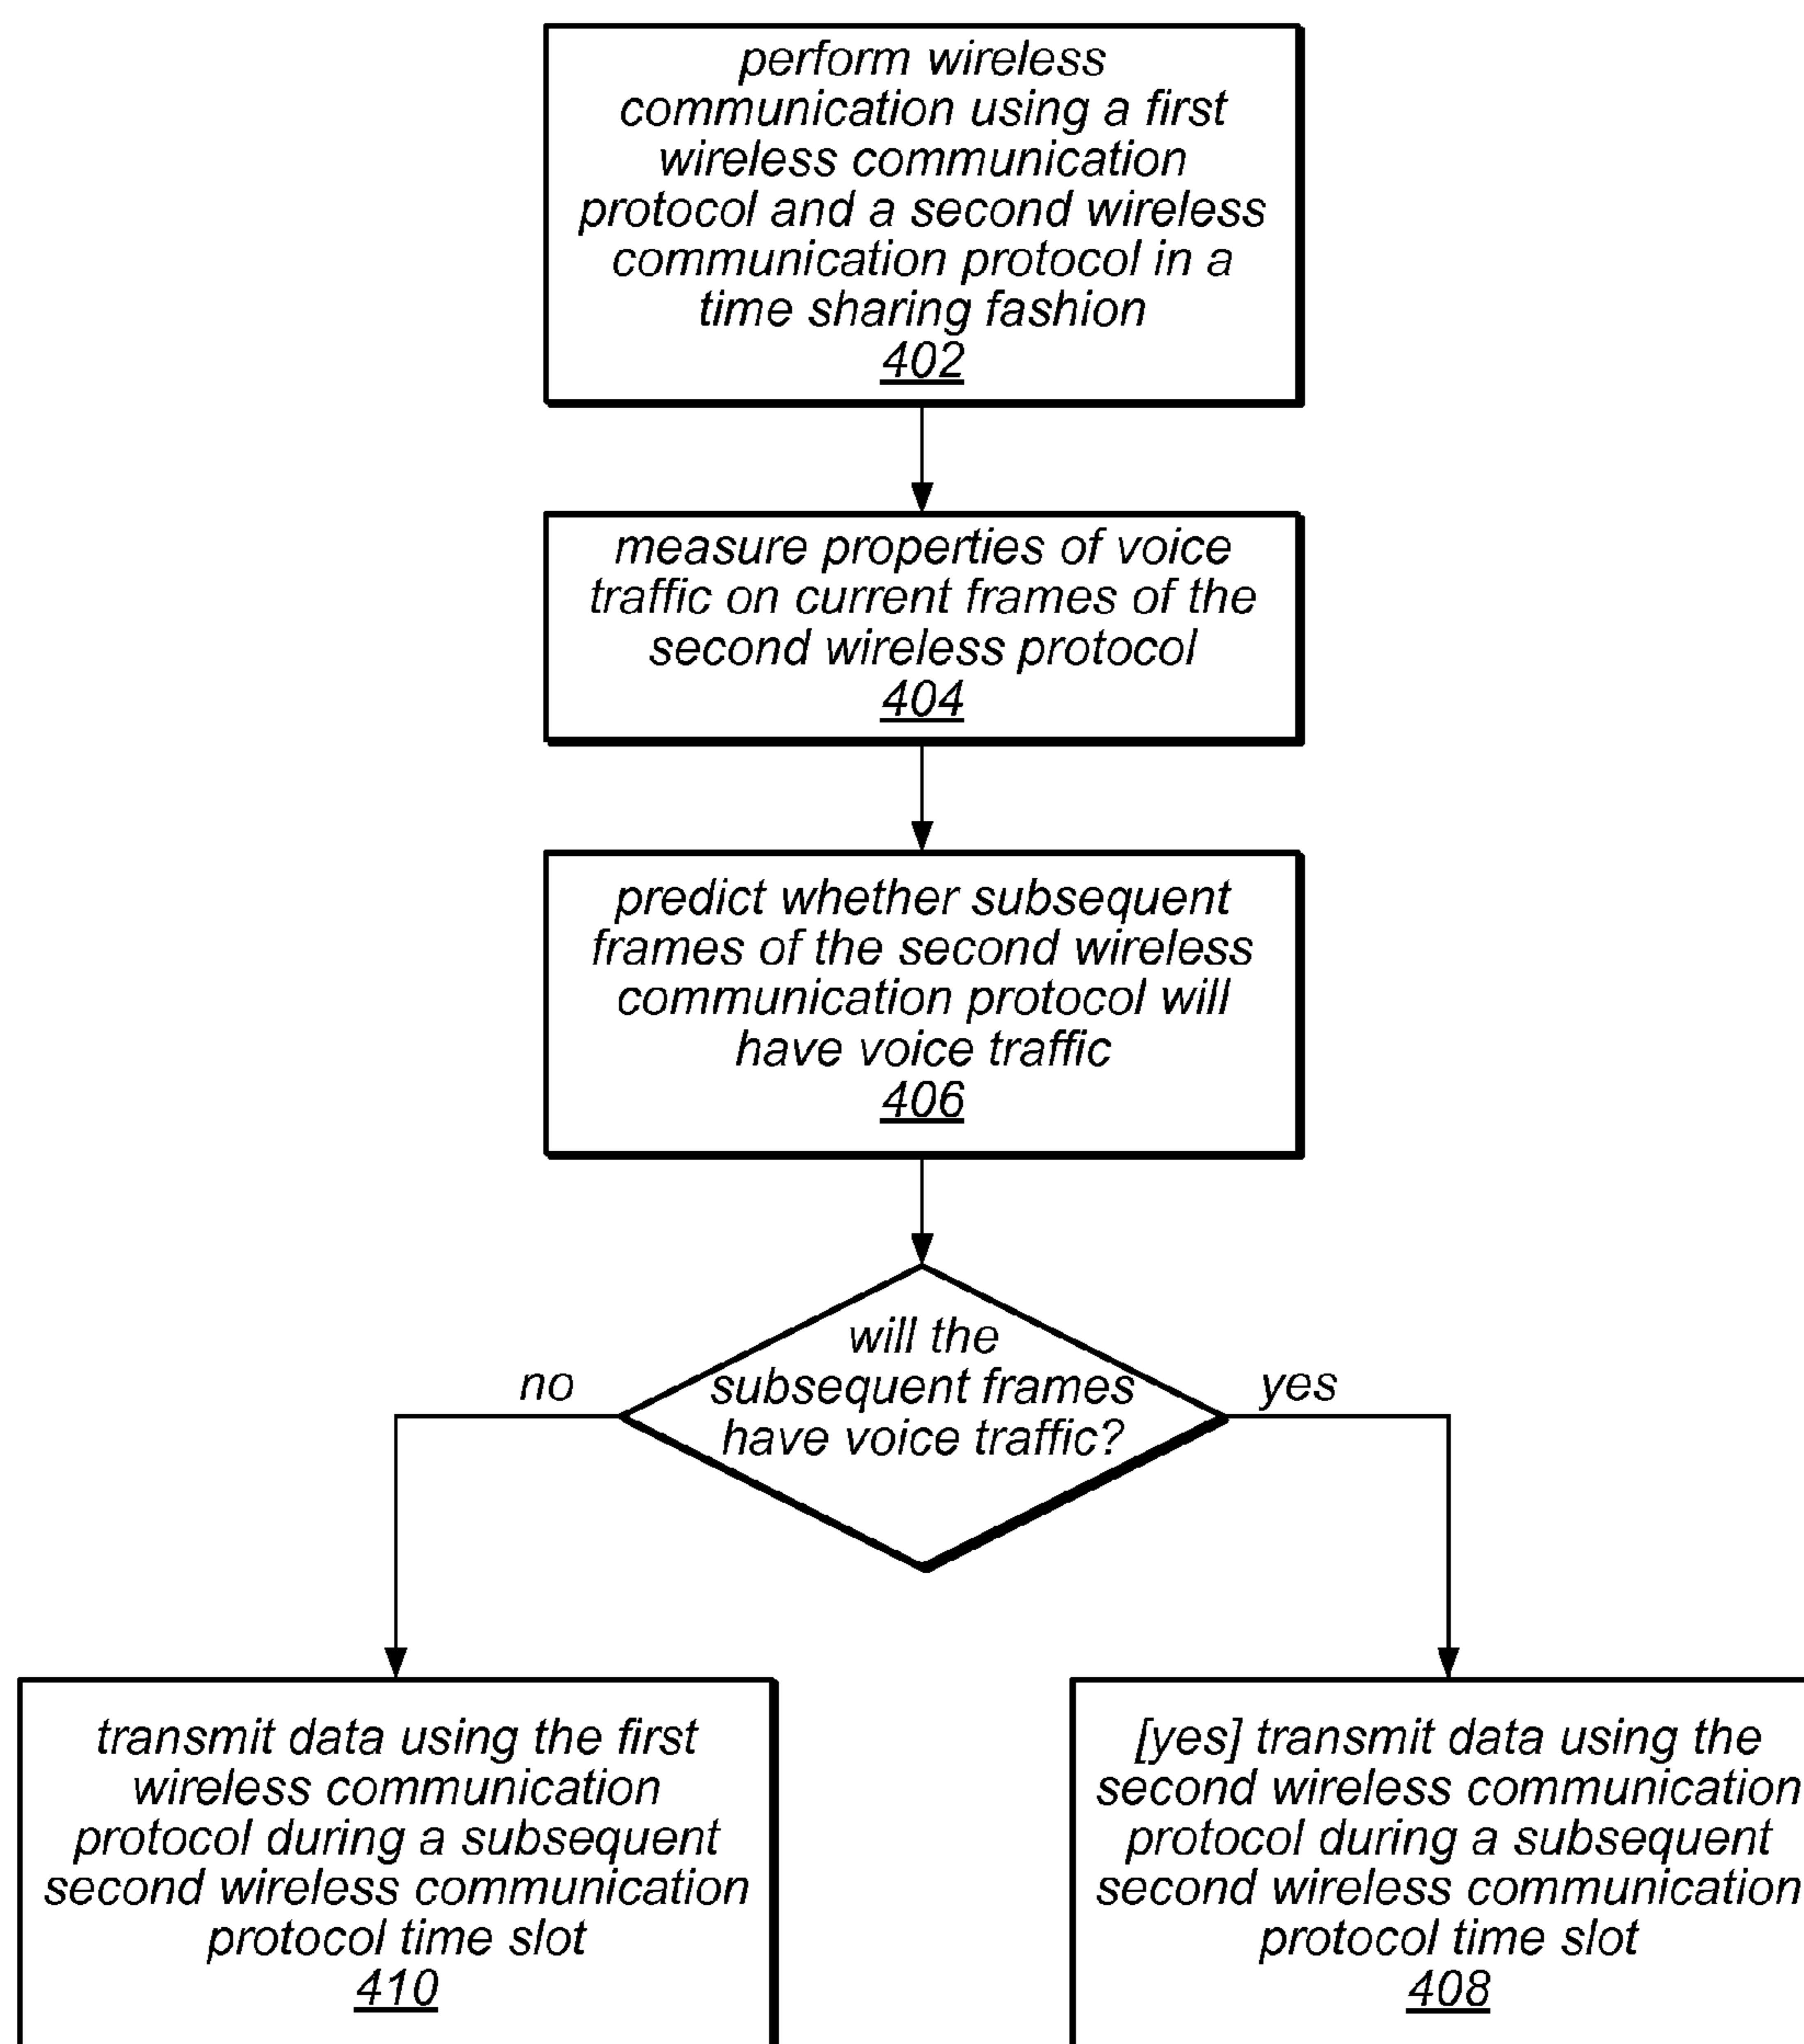 perform wireless
communication using a first
wireless communication
protocol and a second wireless
communication protocol in a
time sharing fashion
402
measure properties of voice
traffic on current frames of the
second wireless protocol
404
predict whether subsequent
frames of the second wireless
communication protocol will
have voice traffic
406
will the
subsequent frames
have voice traffic?
no
yes
transmit data using the first
wireless communication
protocol during a subsequent
second wireless communication
protocol time slot
410
[yes] transmit data using the
second wireless communication
protocol during a subsequent
second wireless communication
protocol time slot
408